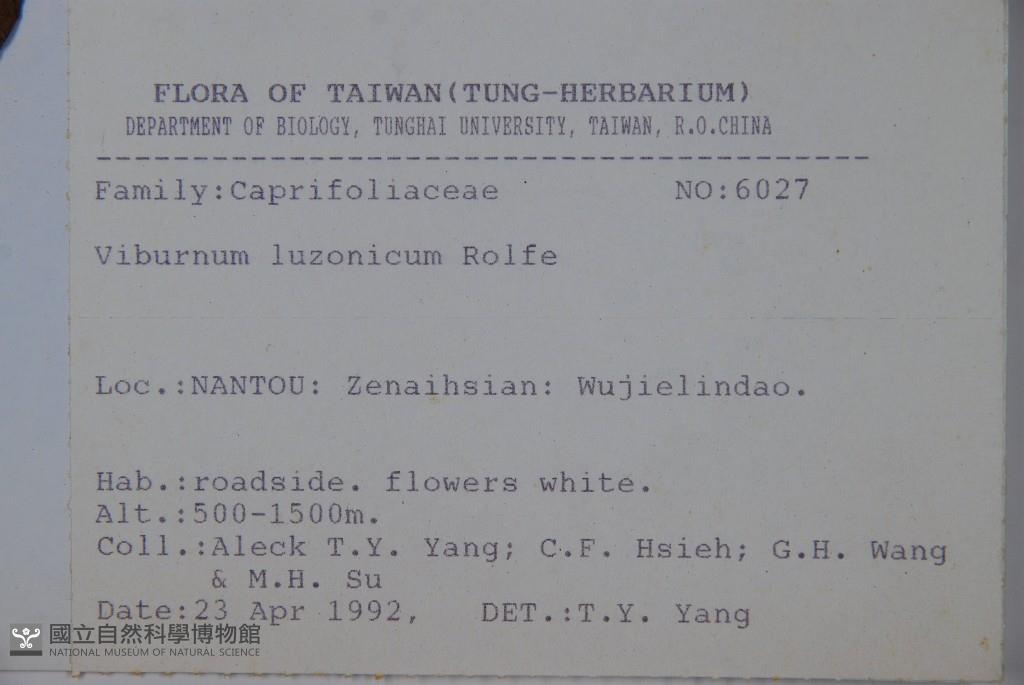 FLORA OF TAIWAN(TUNG-HERBARIUM)
DEPARTMENT OF BIOLOGY, TUNGHAI UNIVERSITY, TAIWAN, R.O.CHINA
----------------------------------------
Family:Caprifoliaceae NO:6027
Viburnum luzonicum Rolfe
Loc.:NANTOU: Zenaihsian: Wujielindao.
Hab.:roadside. flowers white.
Alt.:500-1500m.
Coll.:Aleck T.Y. Yang; C.F. Hsieh; G.H. Wang
& M.H. Su
Date:23 Apr 1992, DET.:T.Y. Yang
國立自然科學博物館
NATIONAL MUSEUM OF NATURAL SCIENCE